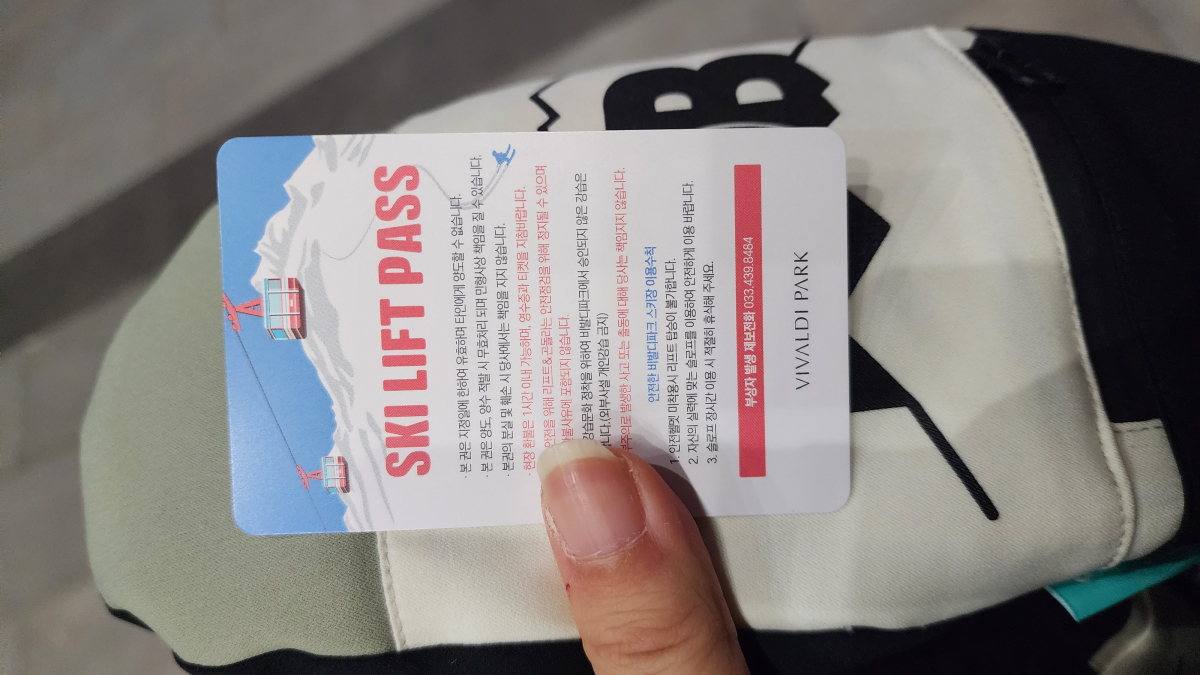 SKI LIFT PASS
· 본 권은 지정일에 한하여 유효하며 타인에게 양도할 수 없습니다.
· 본 권은 양도, 양수 적발 시 무효처리 되며 민형사상 책임을 질 수 있습니다.
· 본권의 분실 및 훼손 시 당사에서는 책임을 지지 않습니다.
· 현장 환불은 1시간 이내 가능하며, 영수증과 티켓을 지참바랍니다.
안전을 위해 리프트&곤돌라는 안전점검을 위해 정지될 수 있으며
환불사유에 포함되지 않습니다.
강습문화 정착을 위하여 비발디파크에서 승인되지 않은 강습은
니다.(외부사설 개인강습 금지)
부주의로 발생한 사고 또는 충돌에 대해 당사는 책임지지 않습니다.
안전한 비발디파크 스키장 이용수칙
1. 안전헬멧 미착용시 리프트 탑승이 불가합니다.
2. 자신의 실력에 맞는 슬로프를 이용하여 안전하게 이용 바랍니다.
3. 슬로프 장시간 이용 시 적절히 휴식해 주세요.
부상자 발생 제보전화 033.439.8484
VIVALDI PARK
B